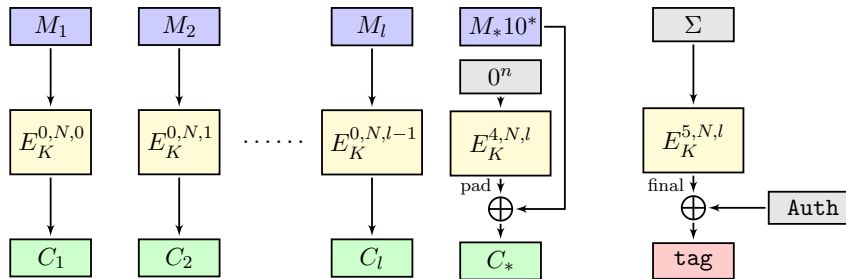 M_1 M_2 M_l M_*10^* Σ
0^n
E_K^{0,N,0} E_K^{0,N,1} ······ E_K^{0,N,l−1} E_K^{4,N,l} E_K^{5,N,l}
pad final
⊕ ⊕ Auth
C_1 C_2 C_l C_* tag